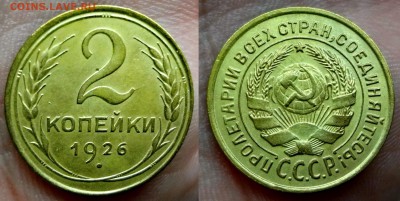 COINS.LAVE.RU
2
КОПЕЙКИ
1926
ПРОЛЕТАРИИ ВСЕХ СТРАН, СОЕДИНЯЙТЕСЬ!
С.С.С.Р.